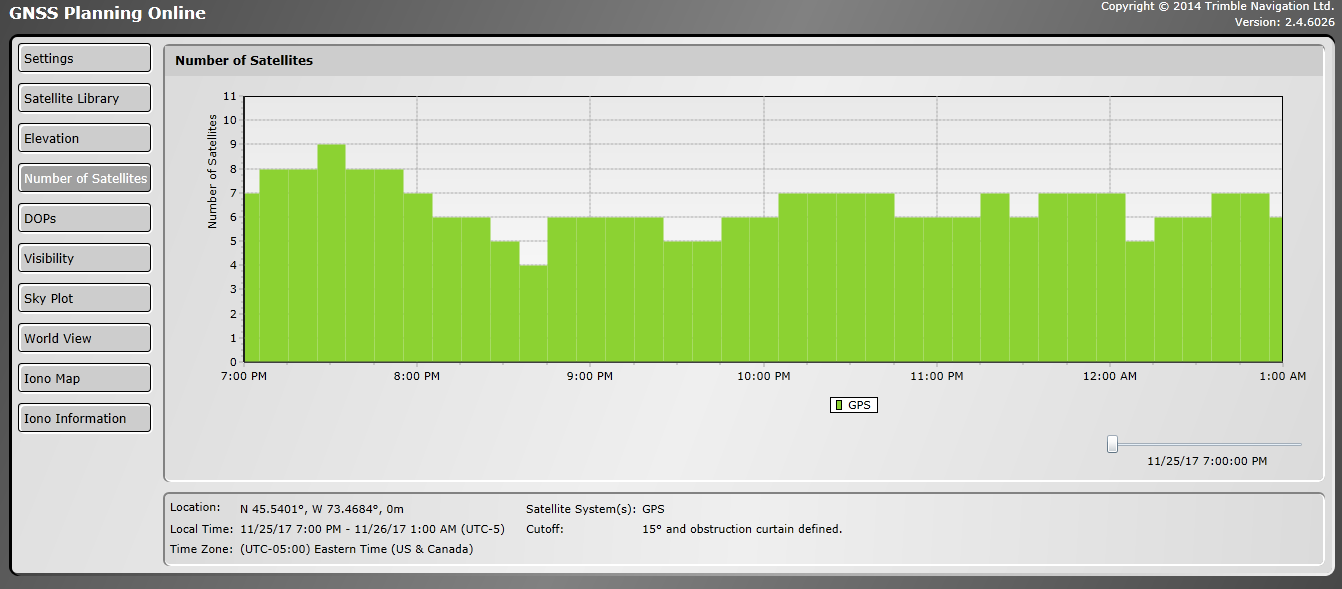 GNSS Planning Online
Copyright © 2014 Trimble Navigation Ltd.
Version: 2.4.6026
Settings
Satellite Library
Elevation
Number of Satellites
DOPs
Visibility
Sky Plot
World View
Iono Map
Iono Information
Number of Satellites
Number of Satellites
11
10
9
8
7
6
5
4
3
2
1
0
7:00 PM 8:00 PM 9:00 PM 10:00 PM 11:00 PM 12:00 AM 1:00 AM
GPS
11/25/17 7:00:00 PM
Location: N 45.5401°, W 73.4684°, 0m Satellite System(s): GPS
Local Time: 11/25/17 7:00 PM - 11/26/17 1:00 AM (UTC-5) Cutoff: 15° and obstruction curtain defined.
Time Zone: (UTC-05:00) Eastern Time (US & Canada)